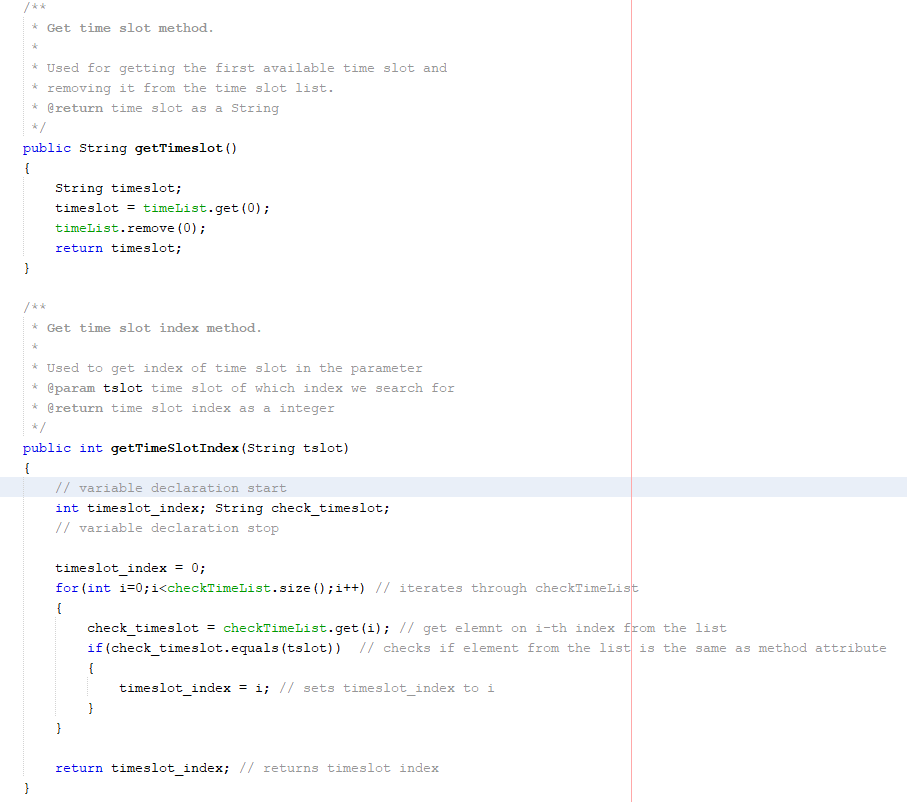 /**
 * Get time slot method.
 *
 * Used for getting the first available time slot and
 * removing it from the time slot list.
 * @return time slot as a String
 */
public String getTimeslot()
{
    String timeslot;
    timeslot = timeList.get(0);
    timeList.remove(0);
    return timeslot;
}

/**
 * Get time slot index method.
 *
 * Used to get index of time slot in the parameter
 * @param tslot time slot of which index we search for
 * @return time slot index as a integer
 */
public int getTimeSlotIndex(String tslot)
{
    // variable declaration start
    int timeslot_index; String check_timeslot;
    // variable declaration stop

    timeslot_index = 0;
    for(int i=0;i<checkTimeList.size();i++) // iterates through checkTimeList
    {
        check_timeslot = checkTimeList.get(i); // get elemnt on i-th index from the list
        if(check_timeslot.equals(tslot))  // checks if element from the list is the same as method attribute
        {
            timeslot_index = i; // sets timeslot_index to i
        }
    }

    return timeslot_index; // returns timeslot index
}